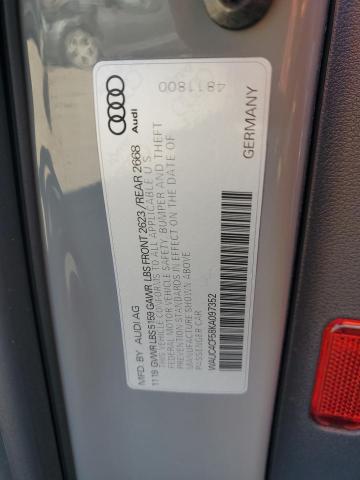 MFD. BY AUDI AG
11 19 GVWR LBS 5159 GAWR LBS FRONT 2623 / REAR 2668
THIS VEHICLE CONFORMS TO ALL APPLICABLE U.S.
FEDERAL MOTOR VEHICLE SAFETY, BUMPER AND THEFT
PREVENTION STANDARDS IN EFFECT ON THE DATE OF
MANUFACTURE SHOWN ABOVE
PASSENGER CAR
WAUC4CF58KA097352
Audi
4811800
GERMANY